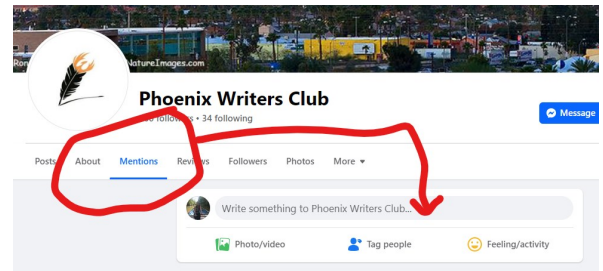 NatureImages.com
Phoenix Writers Club
followers • 34 following
Message
Posts About Mentions Reviews Followers Photos More
Write something to Phoenix Writers Club...
Photo/video Tag people Feeling/activity